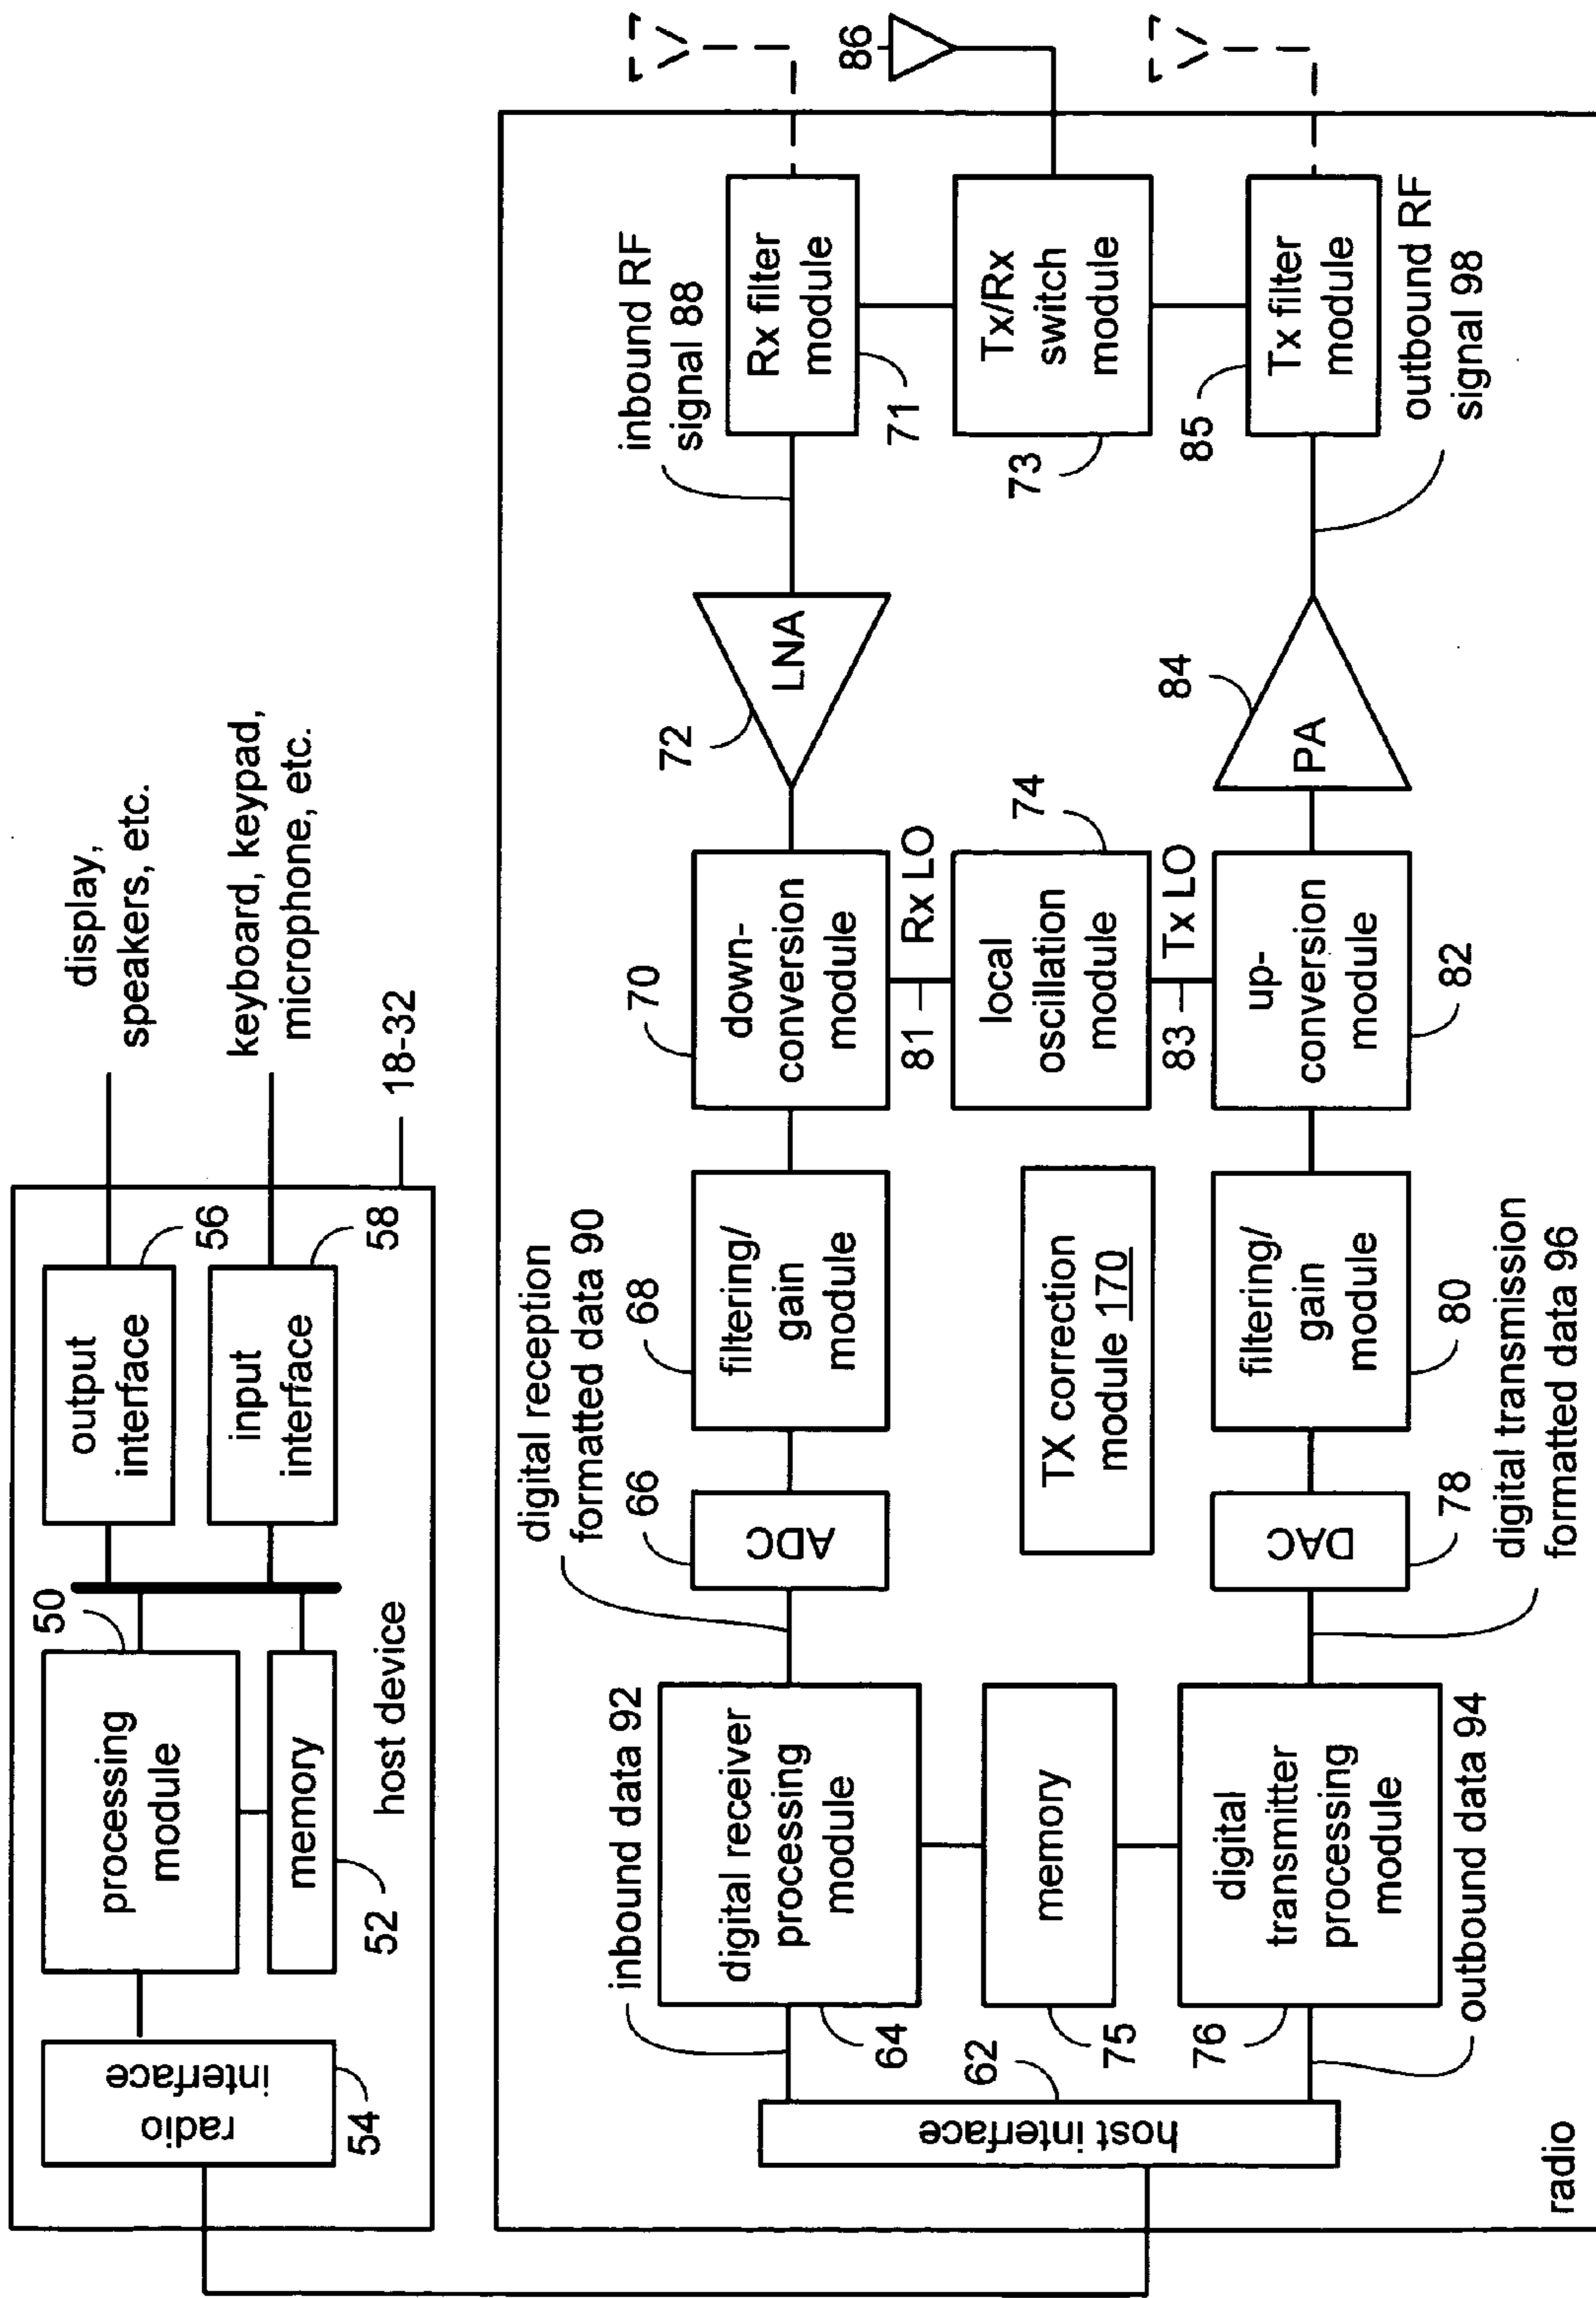 display,
speakers, etc.
keyboard, keypad,
microphone, etc.
18-32
output
interface
56
input
interface
58
50
processing
module
memory
52
host device
radio
interface
54
86
Rx filter
module
71
inbound RF
signal 88
Tx/Rx
switch
module
73
Tx filter
module
85
outbound RF
signal 98
LNA
72
PA
84
down-
conversion
module
70
81
Rx LO
local
oscillation
module
74
83
Tx LO
up-
conversion
module
82
filtering/
gain
module
68
TX correction
module 170
filtering/
gain
module
80
digital reception
formatted data 90
ADC
66
DAC
78
digital transmission
formatted data 96
inbound data 92
digital receiver
processing
module
64
memory
75
digital
transmitter
processing
module
76
outbound data 94
host interface
62
radio